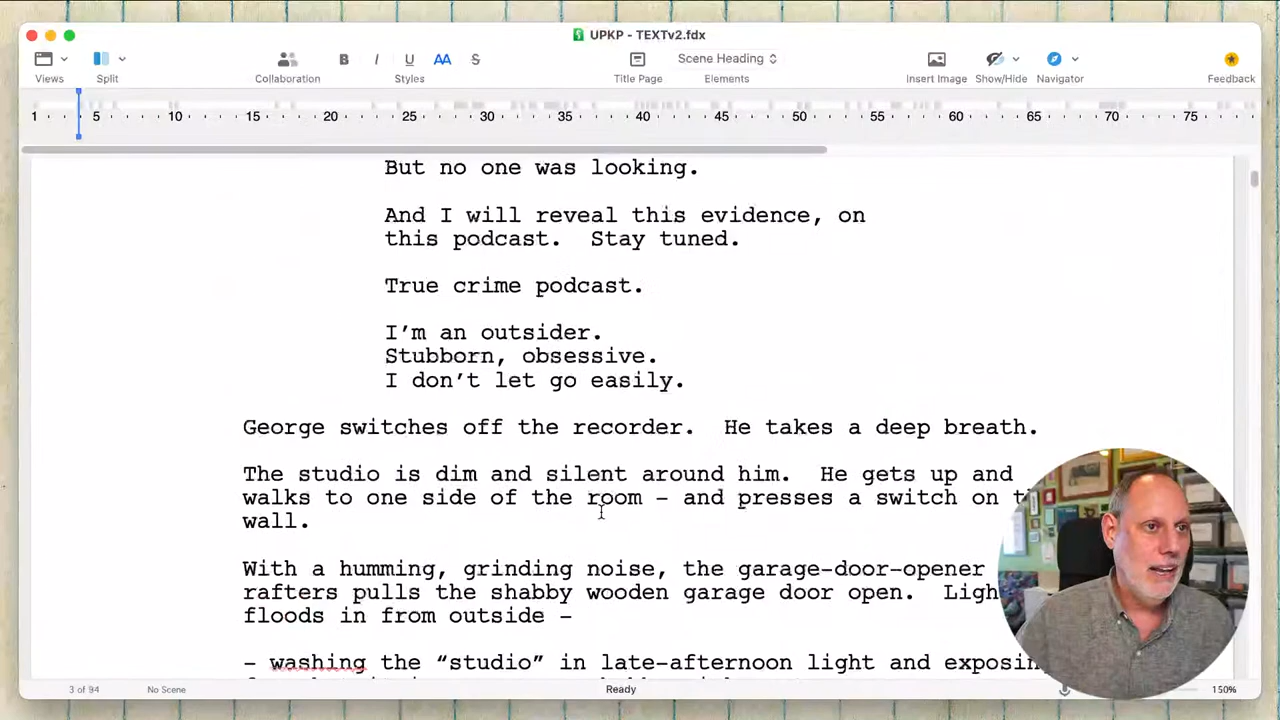 UPKP - TEXTv2.fdx
B I U AA S Scene Heading
Views Split Collaboration Styles Title Page Elements Insert Image Show/Hide Navigator Feedback
1 5 10 15 20 25 30 35 40 45 50 55 60 65 70 75
But no one was looking.
And I will reveal this evidence, on
this podcast.  Stay tuned.
True crime podcast.
I’m an outsider.
Stubborn, obsessive.
I don’t let go easily.
George switches off the recorder.  He takes a deep breath.
The studio is dim and silent around him.  He gets up and
walks to one side of the room – and presses a switch on
wall.
With a humming, grinding noise, the garage-door-opener
rafters pulls the shabby wooden garage door open.
floods in from outside –
– washing the “studio” in late-afternoon light and
3 of 94 No Scene Ready 150%